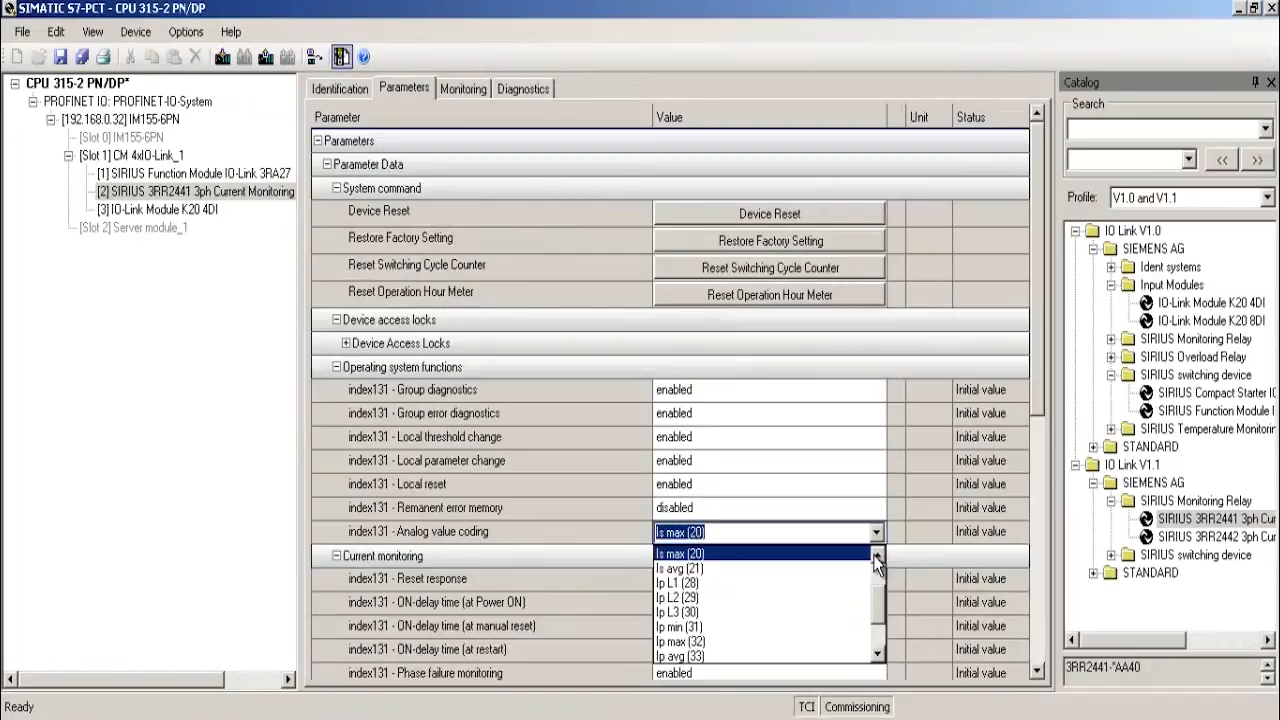 SIMATIC S7-PCT - CPU 315-2 PN/DP
File Edit View Device Options Help
CPU 315-2 PN/DP*
PROFINET IO: PROFINET-IO-System
[192.168.0.32] IM155-6PN
[Slot 0] IM155-6PN
[Slot 1] CM 4xIO-Link_1
[1] SIRIUS Function Module IO-Link 3RA27
[2] SIRIUS 3RR2441 3ph Current Monitoring
[3] IO-Link Module K20 4DI
[Slot 2] Server module_1
Identification Parameters Monitoring Diagnostics
Parameter Value Unit Status
Parameters
Parameter Data
System command
Device Reset Device Reset
Restore Factory Setting Restore Factory Setting
Reset Switching Cycle Counter Reset Switching Cycle Counter
Reset Operation Hour Meter Reset Operation Hour Meter
Device access locks
Device Access Locks
Operating system functions
index131 - Group diagnostics enabled Initial value
index131 - Group error diagnostics enabled Initial value
index131 - Local threshold change enabled Initial value
index131 - Local parameter change enabled Initial value
index131 - Local reset enabled Initial value
index131 - Remanent error memory disabled Initial value
index131 - Analog value coding Is max (20) Initial value
Current monitoring
index131 - Reset response Initial value
index131 - ON-delay time (at Power ON) Initial value
index131 - ON-delay time (at manual reset) Initial value
index131 - ON-delay time (at restart) Initial value
index131 - Phase failure monitoring enabled Initial value
Is max (20)
Is avg (21)
Ip L1 (28)
Ip L2 (29)
Ip L3 (30)
Ip min (31)
Ip max (32)
Ip avg (33)
Catalog
Search
<< >>
Profile: V1.0 and V1.1
IO Link V1.0
SIEMENS AG
Ident systems
Input Modules
IO-Link Module K20 4DI
IO-Link Module K20 8DI
SIRIUS Monitoring Relay
SIRIUS Overload Relay
SIRIUS switching device
SIRIUS Compact Starter IO
SIRIUS Function Module I
SIRIUS Temperature Monitorin
STANDARD
IO Link V1.1
SIEMENS AG
SIRIUS Monitoring Relay
SIRIUS 3RR2441 3ph Cur
SIRIUS 3RR2442 3ph Cur
SIRIUS switching device
STANDARD
3RR2441-*AA40
Ready TCI Commissioning